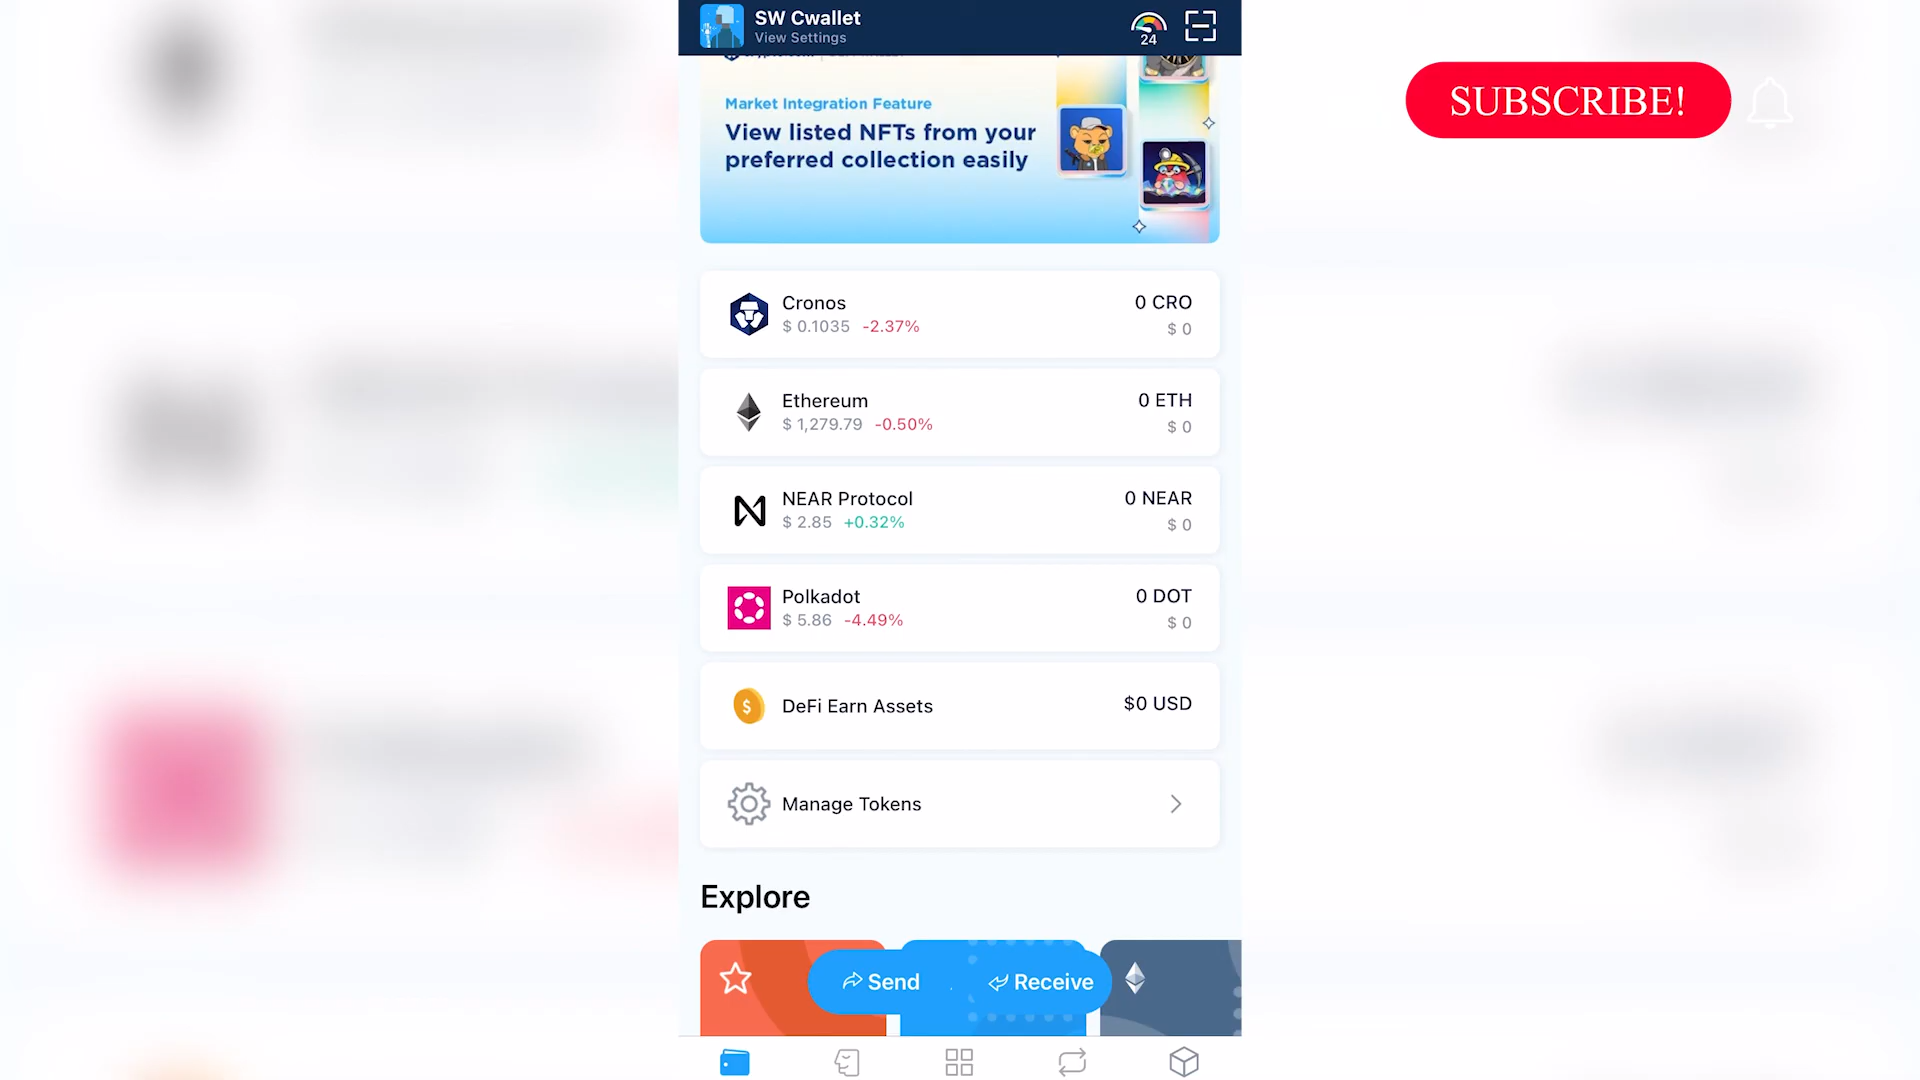 SW Cwallet
View Settings
24
SUBSCRIBE!
Market Integration Feature
View listed NFTs from your
preferred collection easily
Cronos
0 CRO
$ 0.1035 -2.37%
$ 0
Ethereum
0 ETH
$ 1,279.79 -0.50%
$ 0
NEAR Protocol
0 NEAR
$ 2.85 +0.32%
$ 0
Polkadot
0 DOT
$ 5.86 -4.49%
$ 0
DeFi Earn Assets
$0 USD
Manage Tokens
Explore
Send
Receive